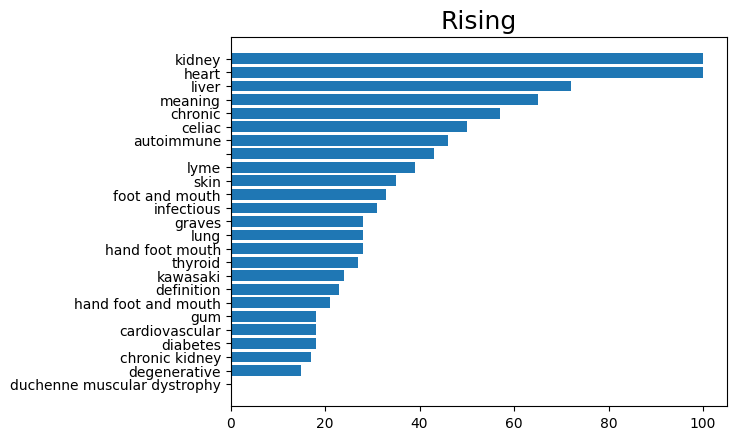 Rising
kidney
heart
liver
meaning
chronic
celiac
autoimmune
lyme
skin
foot and mouth
infectious
graves
lung
hand foot mouth
thyroid
kawasaki
definition
hand foot and mouth
gum
cardiovascular
diabetes
chronic kidney
degenerative
duchenne muscular dystrophy
0 20 40 60 80 100